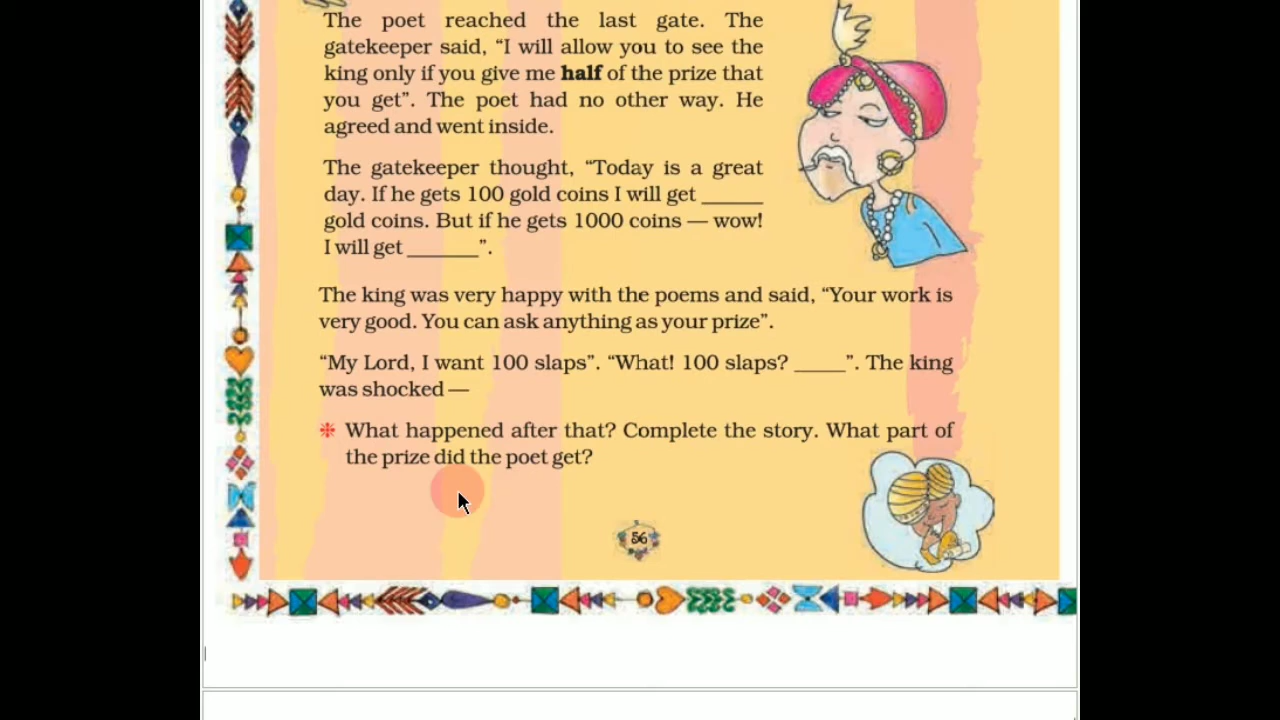 The poet reached the last gate. The
gatekeeper said, “I will allow you to see the
king only if you give me half of the prize that
you get”. The poet had no other way. He
agreed and went inside.
The gatekeeper thought, “Today is a great
day. If he gets 100 gold coins I will get ______
gold coins. But if he gets 1000 coins — wow!
I will get _______”.
The king was very happy with the poems and said, “Your work is
very good. You can ask anything as your prize”.
“My Lord, I want 100 slaps”. “What! 100 slaps? _____”. The king
was shocked —
❉ What happened after that? Complete the story. What part of
the prize did the poet get?
56